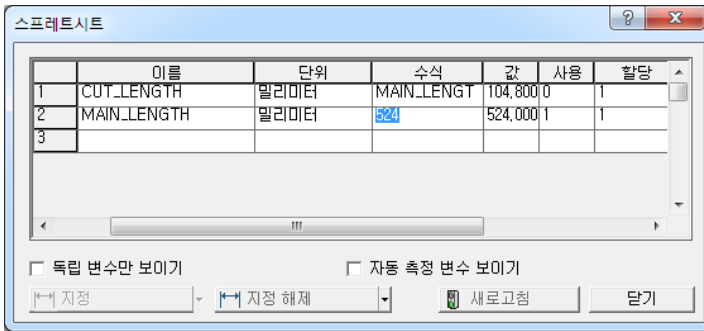 스프레트시트
이름 단위 수식 값 사용 할당
1 CUT_LENGTH 밀리미터 MAIN_LENGT 104,800 0 1
2 MAIN_LENGTH 밀리미터 524 524,000 1 1
3
독립 변수만 보이기 자동 측정 변수 보이기
지정 지정 해제 새로고침 닫기